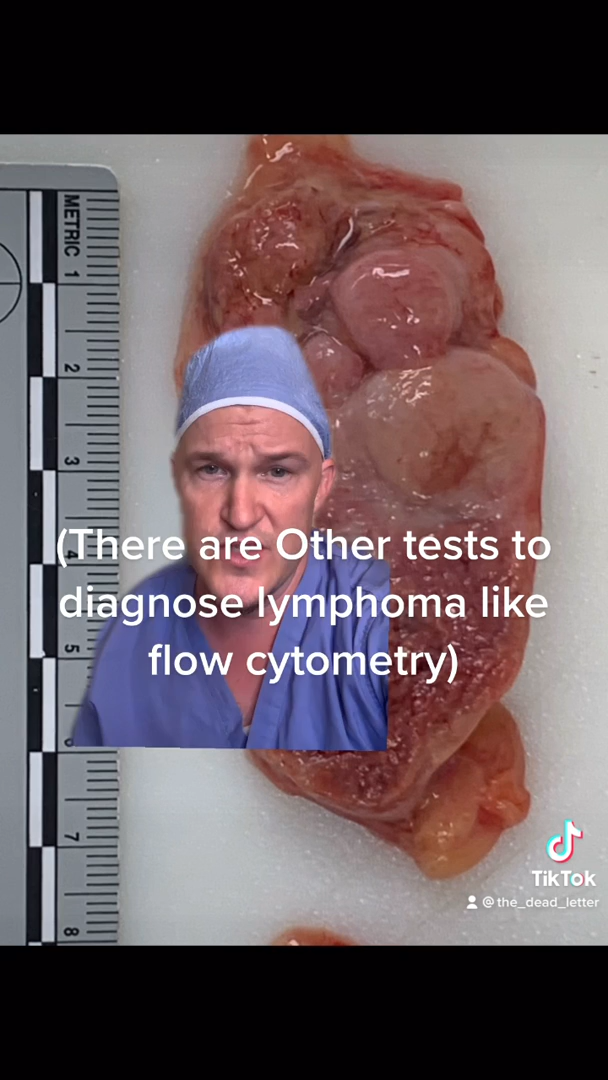 METRIC 1
2
3
4
(There are Other tests to
diagnose lymphoma like
flow cytometry)
5
6
7
8
TikTok
@the_dead_letter